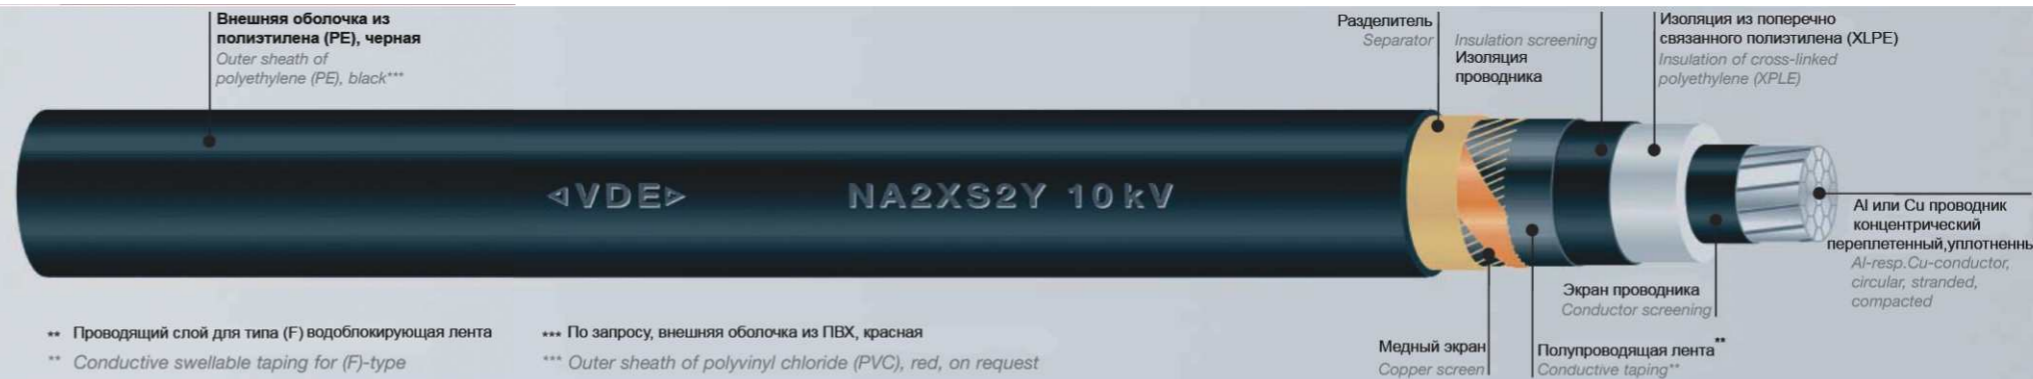 Внешняя оболочка из
полиэтилена (PE), черная
Outer sheath of
polyethylene (PE), black***
Разделитель
Separator
Insulation screening
Изоляция
проводника
Изоляция из поперечно
связанного полиэтилена (XLPE)
Insulation of cross-linked
polyethylene (XPLE)
◁VDE▷ NA2XS2Y 10 kV
Al или Cu проводник
концентрический
переплетенный,уплотненны
Al-resp.Cu-conductor,
circular, stranded,
compacted
Экран проводника
Conductor screening
Медный экран
Copper screen
Полупроводящая лента**
Conductive taping**
** Проводящий слой для типа (F) водоблокирующая лента
** Conductive swellable taping for (F)-type
*** По запросу, внешняя оболочка из ПВХ, красная
*** Outer sheath of polyvinyl chloride (PVC), red, on request